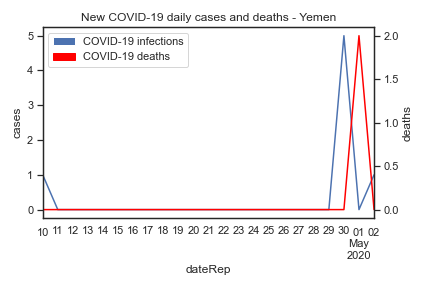 New COVID-19 daily cases and deaths - Yemen
COVID-19 infections
COVID-19 deaths
5
4
3
2
1
0
cases
2.0
1.5
1.0
0.5
0.0
deaths
10 11 12 13 14 15 16 17 18 19 20 21 22 23 24 25 26 27 28 29 30 01 02
May
2020
dateRep